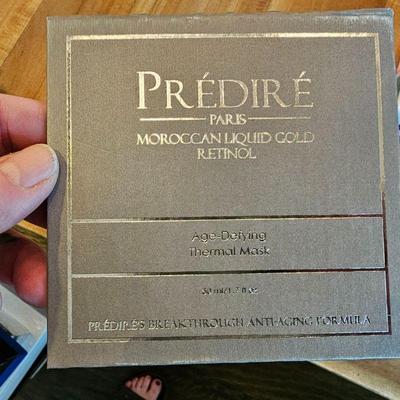 PRÉDIRÉ
PARIS
MOROCCAN LIQUID GOLD
RETINOL
Age-Defying
Thermal Mask
50 ml/1.7 fl oz
PRÉDIRÉ'S BREAKTHROUGH ANTI-AGING FORMULA